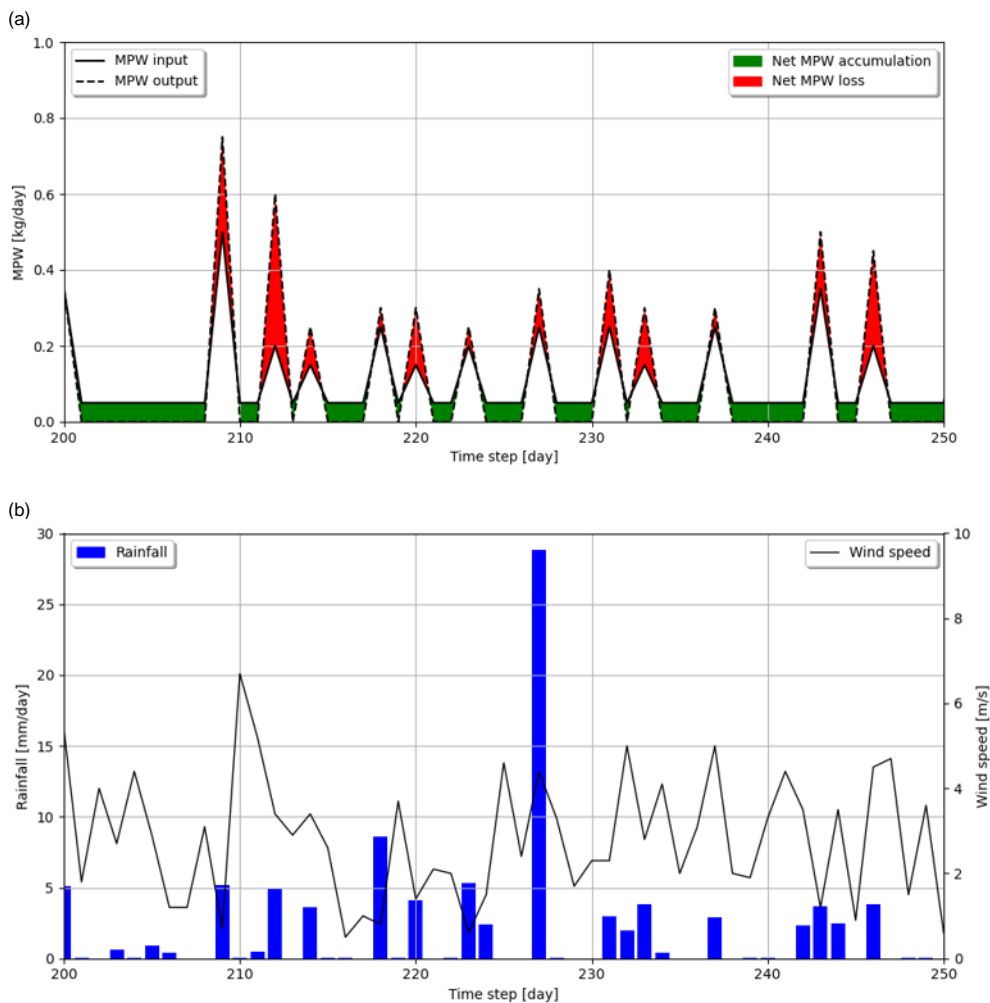 (a)
1.0
MPW input
MPW output
Net MPW accumulation
Net MPW loss
0.8
0.6
0.4
0.2
0.0
MPW [kg/day]
200 210 220 230 240 250
Time step [day]
(b)
30
25
20
15
10
5
0
Rainfall [mm/day]
Rainfall
Wind speed
10
8
6
4
2
0
Wind speed [m/s]
200 210 220 230 240 250
Time step [day]